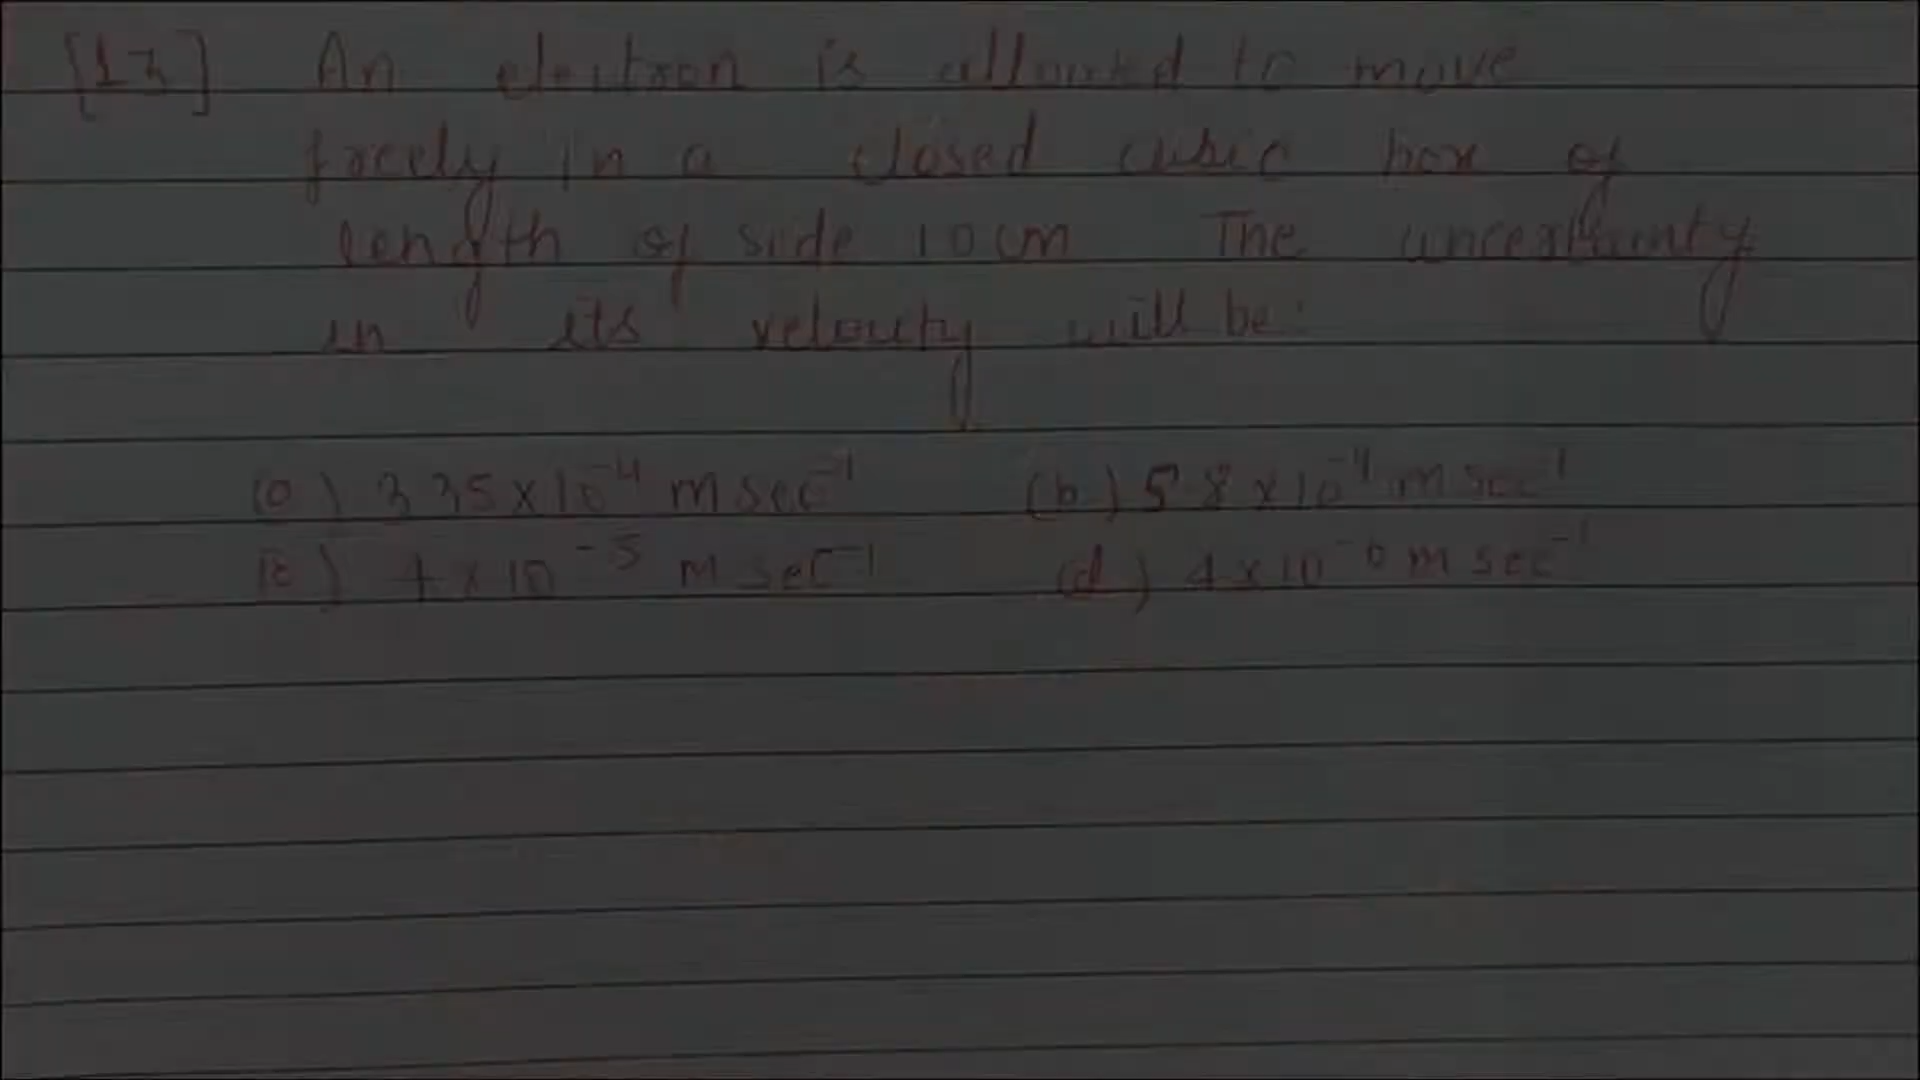 [13] An electron is allowed to move
freely in a closed cubic box of
length of side 10 cm The uncertainty
in its velocity will be
(a) 3.35 x 10⁻⁴ m sec⁻¹ (b) 5.8 x 10⁻⁴ m sec⁻¹
(c) 4 x 10⁻⁵ m sec⁻¹ (d) 4 x 10⁻⁶ m sec⁻¹